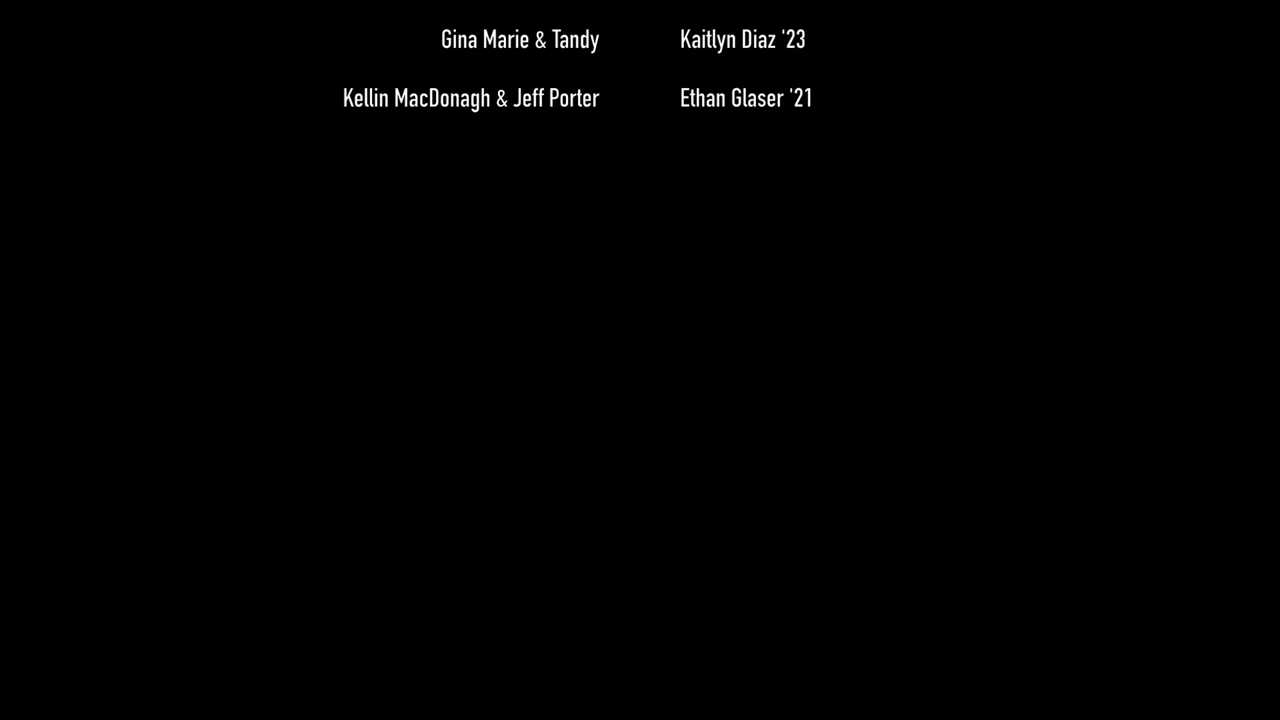 Gina Marie & Tandy Kaitlyn Diaz '23
Kellin MacDonagh & Jeff Porter Ethan Glaser '21